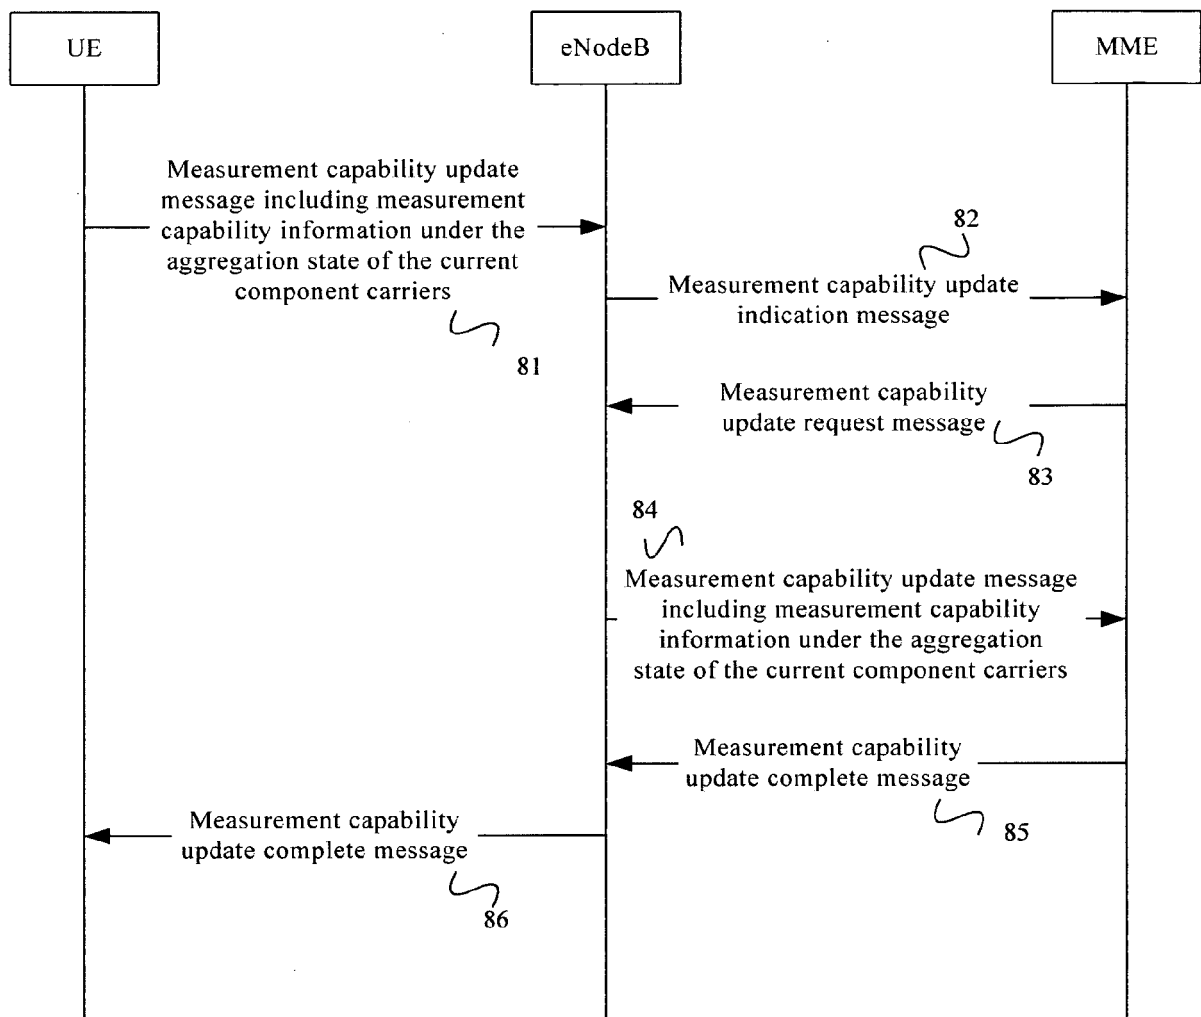 UE
eNodeB
MME
Measurement capability update
message including measurement
capability information under the
aggregation state of the current
component carriers
81
82
Measurement capability update
indication message
Measurement capability
update request message
83
84
Measurement capability update message
including measurement capability
information under the aggregation
state of the current component carriers
Measurement capability
update complete message
85
Measurement capability
update complete message
86